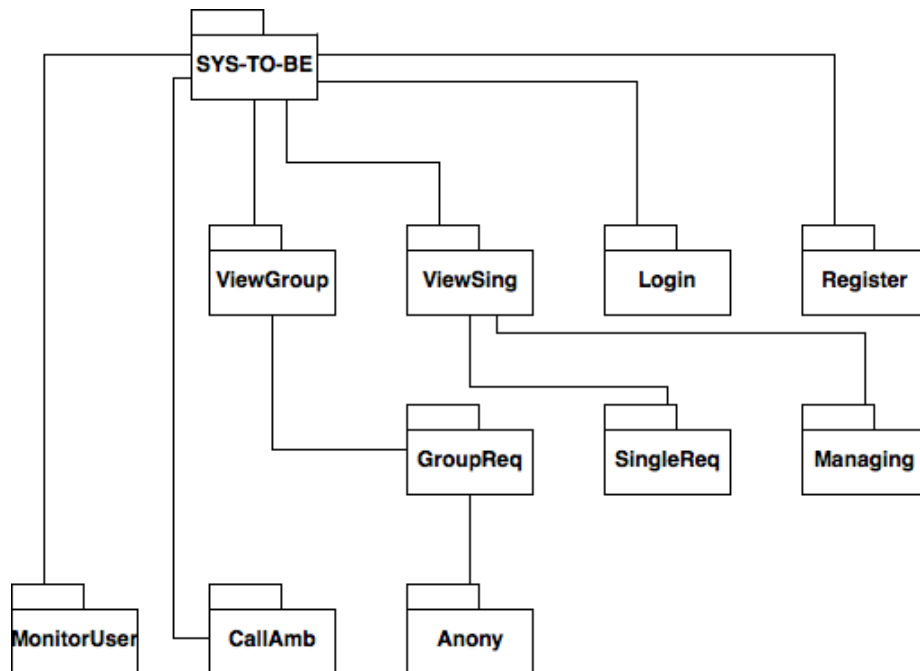 SYS-TO-BE
ViewGroup
ViewSing
Login
Register
GroupReq
SingleReq
Managing
MonitorUser
CallAmb
Anony